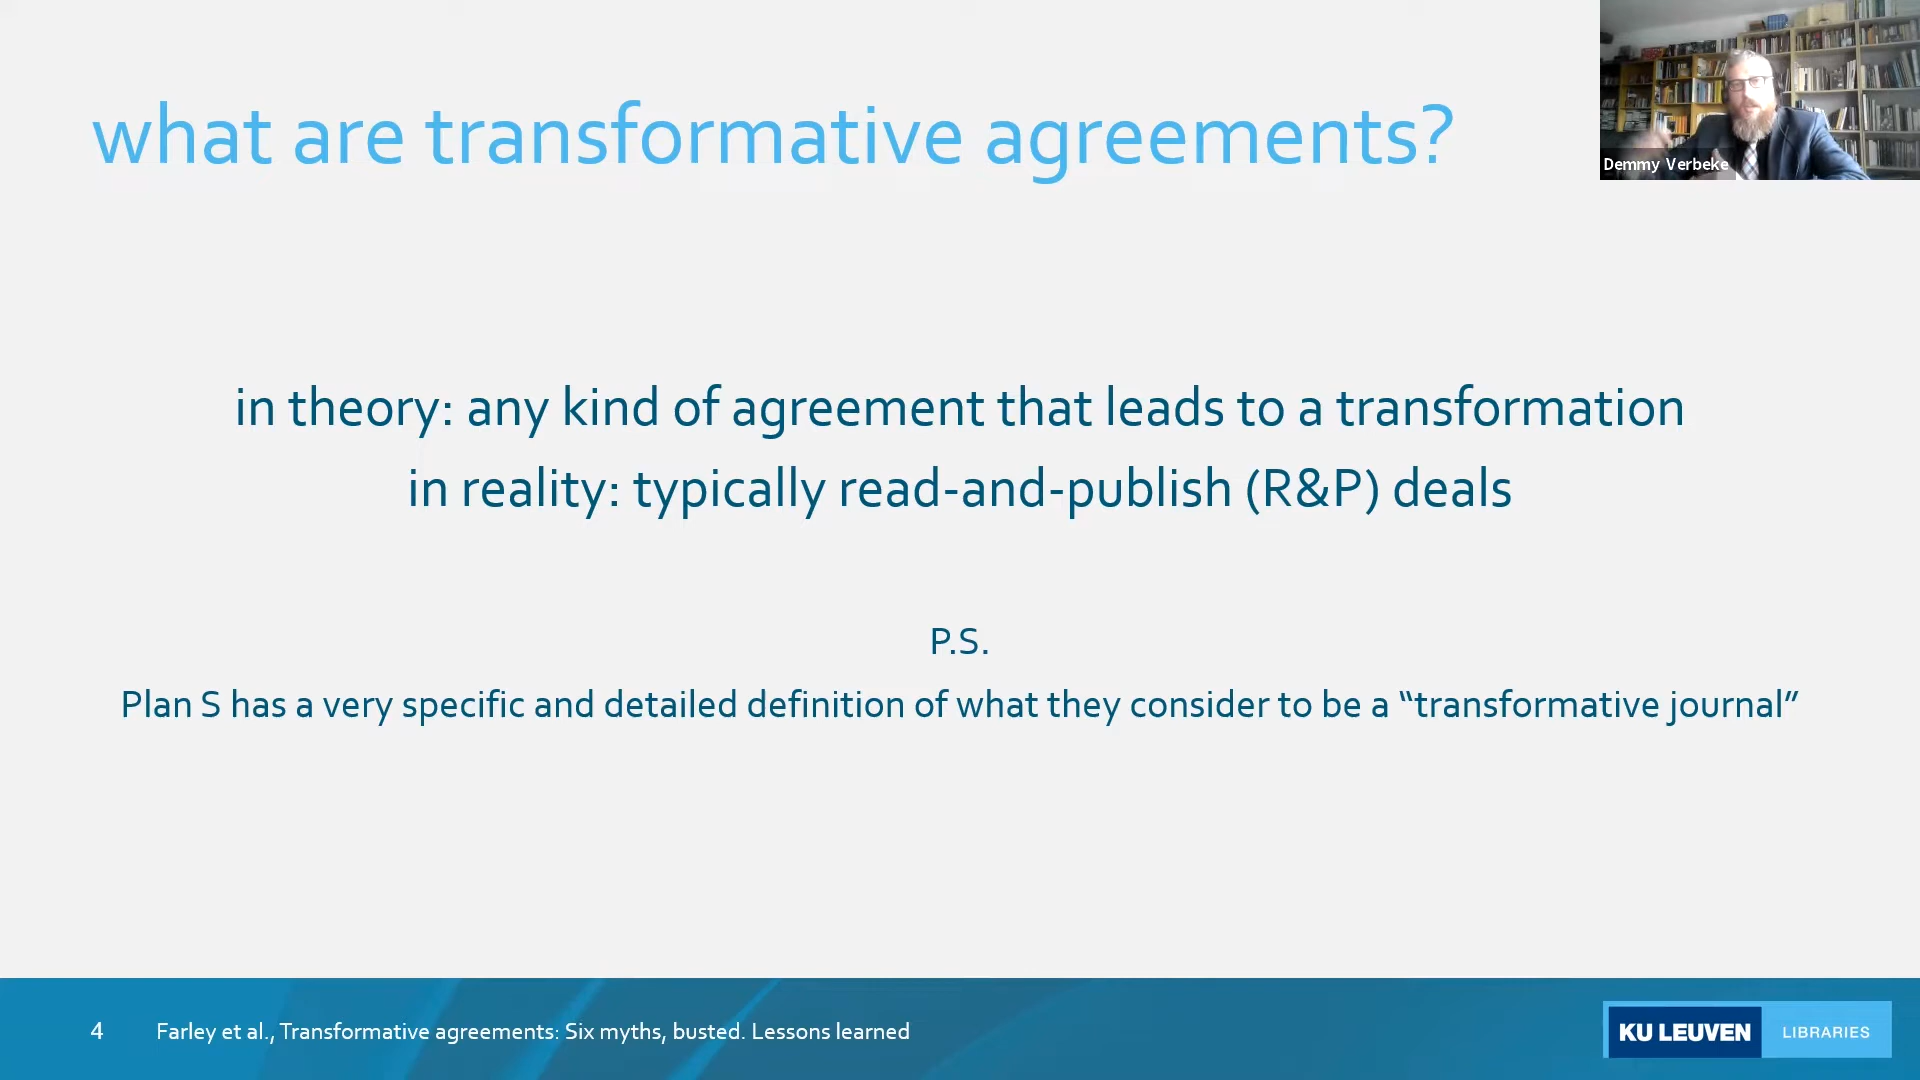 what are transformative agreements?
Demmy Verbeke
in theory: any kind of agreement that leads to a transformation
in reality: typically read-and-publish (R&P) deals
P.S.
Plan S has a very specific and detailed definition of what they consider to be a “transformative journal”
4 Farley et al., Transformative agreements: Six myths, busted. Lessons learned
KU LEUVEN LIBRARIES